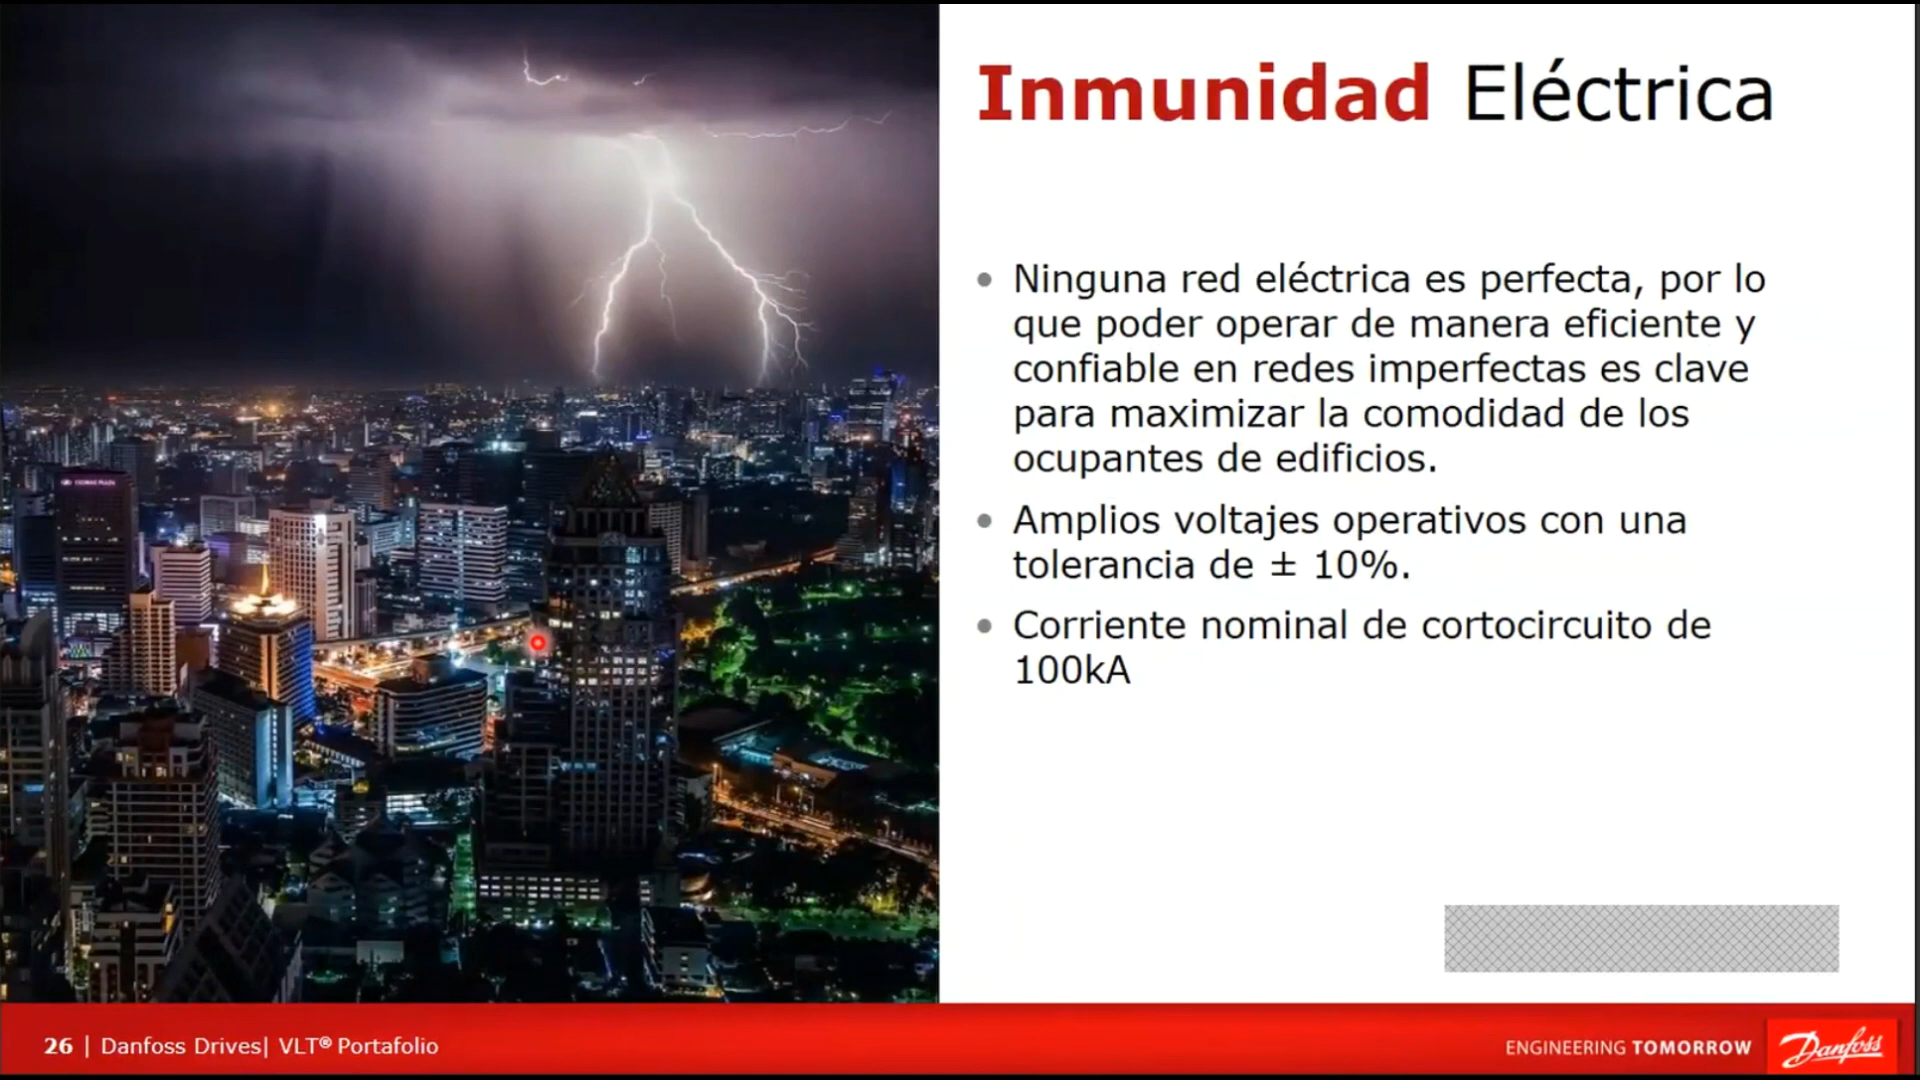 Inmunidad Eléctrica
Ninguna red eléctrica es perfecta, por lo
que poder operar de manera eficiente y
confiable en redes imperfectas es clave
para maximizar la comodidad de los
ocupantes de edificios.
Amplios voltajes operativos con una
tolerancia de ± 10%.
Corriente nominal de cortocircuito de
100kA
26 | Danfoss Drives| VLT® Portafolio
ENGINEERING TOMORROW
Danfoss